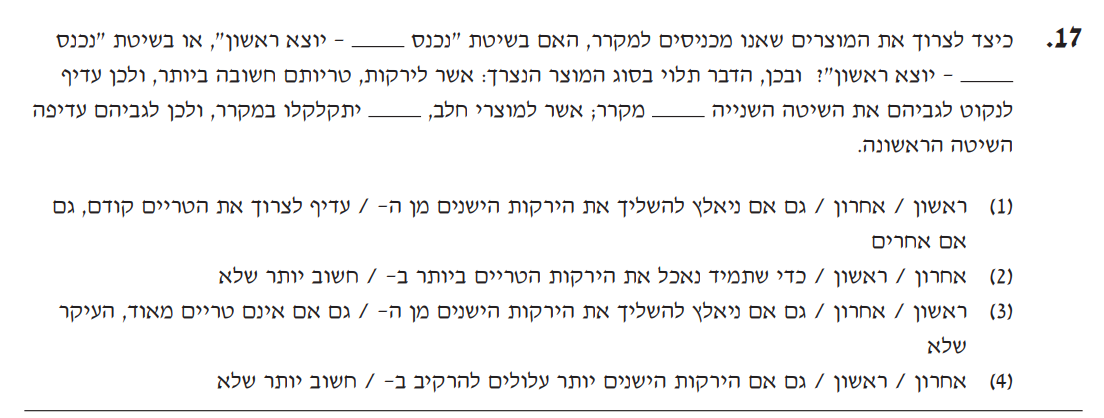 17. כיצד לצרוך את המוצרים שאנו מכניסים למקרר, האם בשיטת "נכנס _____ – יוצא ראשון", או בשיטת "נכנס
_____ – יוצא ראשון"? ובכן, הדבר תלוי בסוג המוצר הנצרך: אשר לירקות, טריותם חשובה ביותר, ולכן עדיף
לנקוט לגביהם את השיטה השנייה _____ מקרר; אשר למוצרי חלב, _____ יתקלקלו במקרר, ולכן לגביהם עדיפה
השיטה הראשונה.
(1) ראשון / אחרון / גם אם ניאלץ להשליך את הירקות הישנים מן ה- / עדיף לצרוך את הטריים קודם, גם
אם אחרים
(2) אחרון / ראשון / כדי שתמיד נאכל את הירקות הטריים ביותר ב- / חשוב יותר שלא
(3) ראשון / אחרון / גם אם ניאלץ להשליך את הירקות הישנים מן ה- / גם אם אינם טריים מאוד, העיקר
שלא
(4) אחרון / ראשון / גם אם הירקות הישנים יותר עלולים להרקיב ב- / חשוב יותר שלא